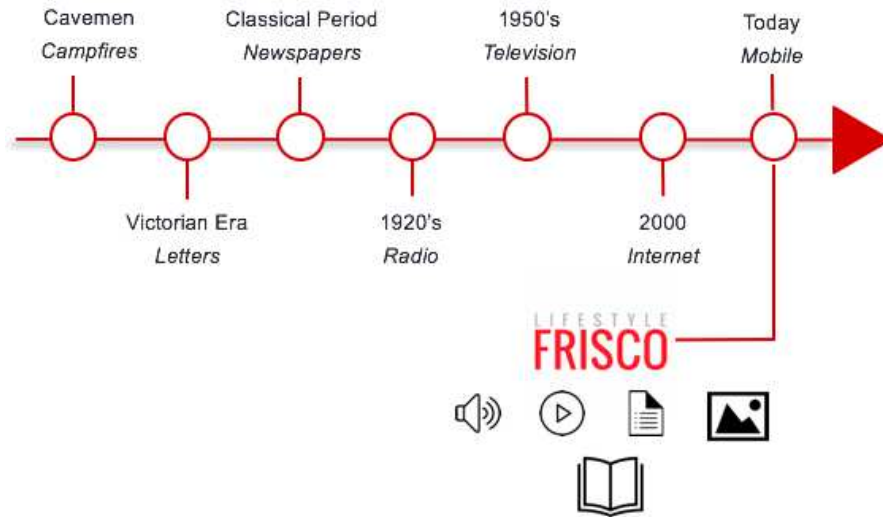 Cavemen
Campfires
Victorian Era
Letters
Classical Period
Newspapers
1920's
Radio
1950's
Television
2000
Internet
Today
Mobile
LIFESTYLE
FRISCO